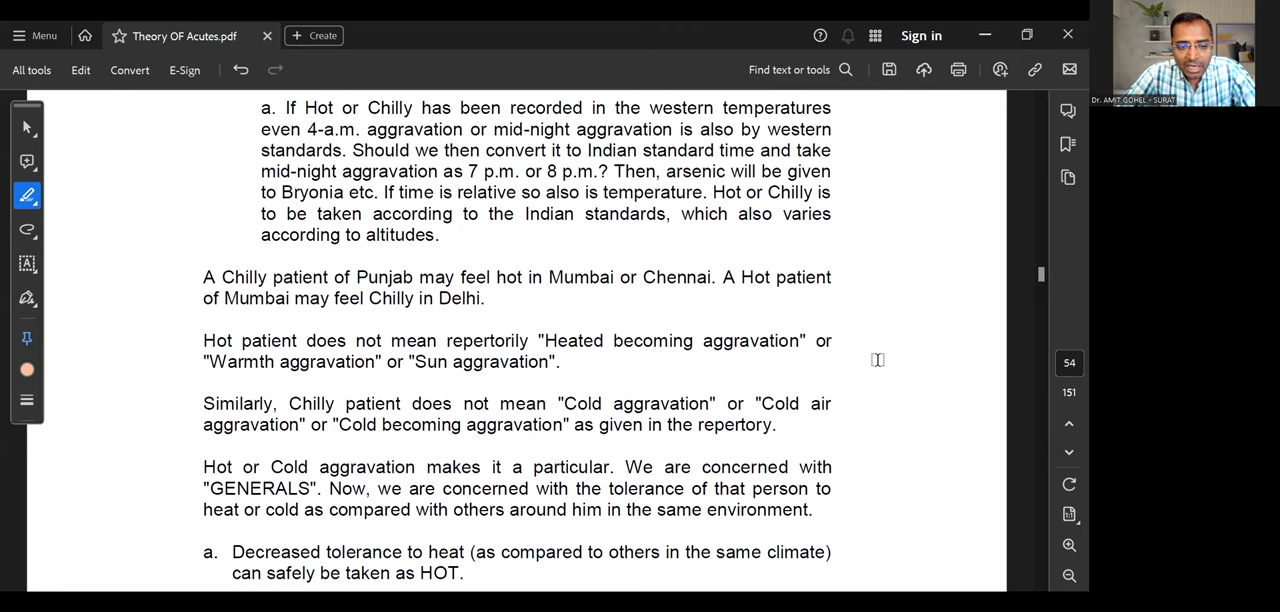 Menu
Theory OF Acutes.pdf
Create
Sign in
All tools
Edit
Convert
E-Sign
Find text or tools
Dr. AMIT GOHEL - SURAT
a. If Hot or Chilly has been recorded in the western temperatures
even 4-a.m. aggravation or mid-night aggravation is also by western
standards. Should we then convert it to Indian standard time and take
mid-night aggravation as 7 p.m. or 8 p.m.? Then, arsenic will be given
to Bryonia etc. If time is relative so also is temperature. Hot or Chilly is
to be taken according to the Indian standards, which also varies
according to altitudes.
A Chilly patient of Punjab may feel hot in Mumbai or Chennai. A Hot patient
of Mumbai may feel Chilly in Delhi.
Hot patient does not mean repertorily "Heated becoming aggravation" or
"Warmth aggravation" or "Sun aggravation".
Similarly, Chilly patient does not mean "Cold aggravation" or "Cold air
aggravation" or "Cold becoming aggravation" as given in the repertory.
Hot or Cold aggravation makes it a particular. We are concerned with
"GENERALS". Now, we are concerned with the tolerance of that person to
heat or cold as compared with others around him in the same environment.
a. Decreased tolerance to heat (as compared to others in the same climate)
can safely be taken as HOT.
54
151
1:1